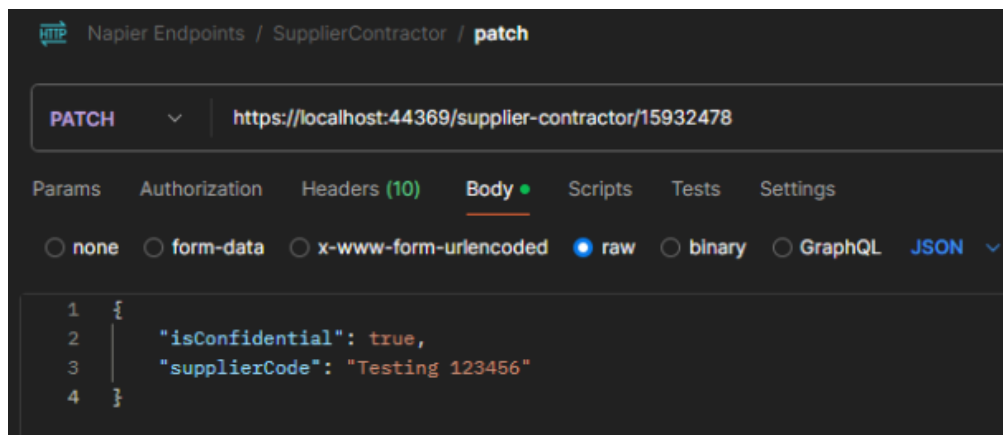 HTTP Napier Endpoints / SupplierContractor / patch
PATCH https://localhost:44369/supplier-contractor/15932478
Params Authorization Headers (10) Body Scripts Tests Settings
none form-data x-www-form-urlencoded raw binary GraphQL JSON
1 {
2 "isConfidential": true,
3 "supplierCode": "Testing 123456"
4 }